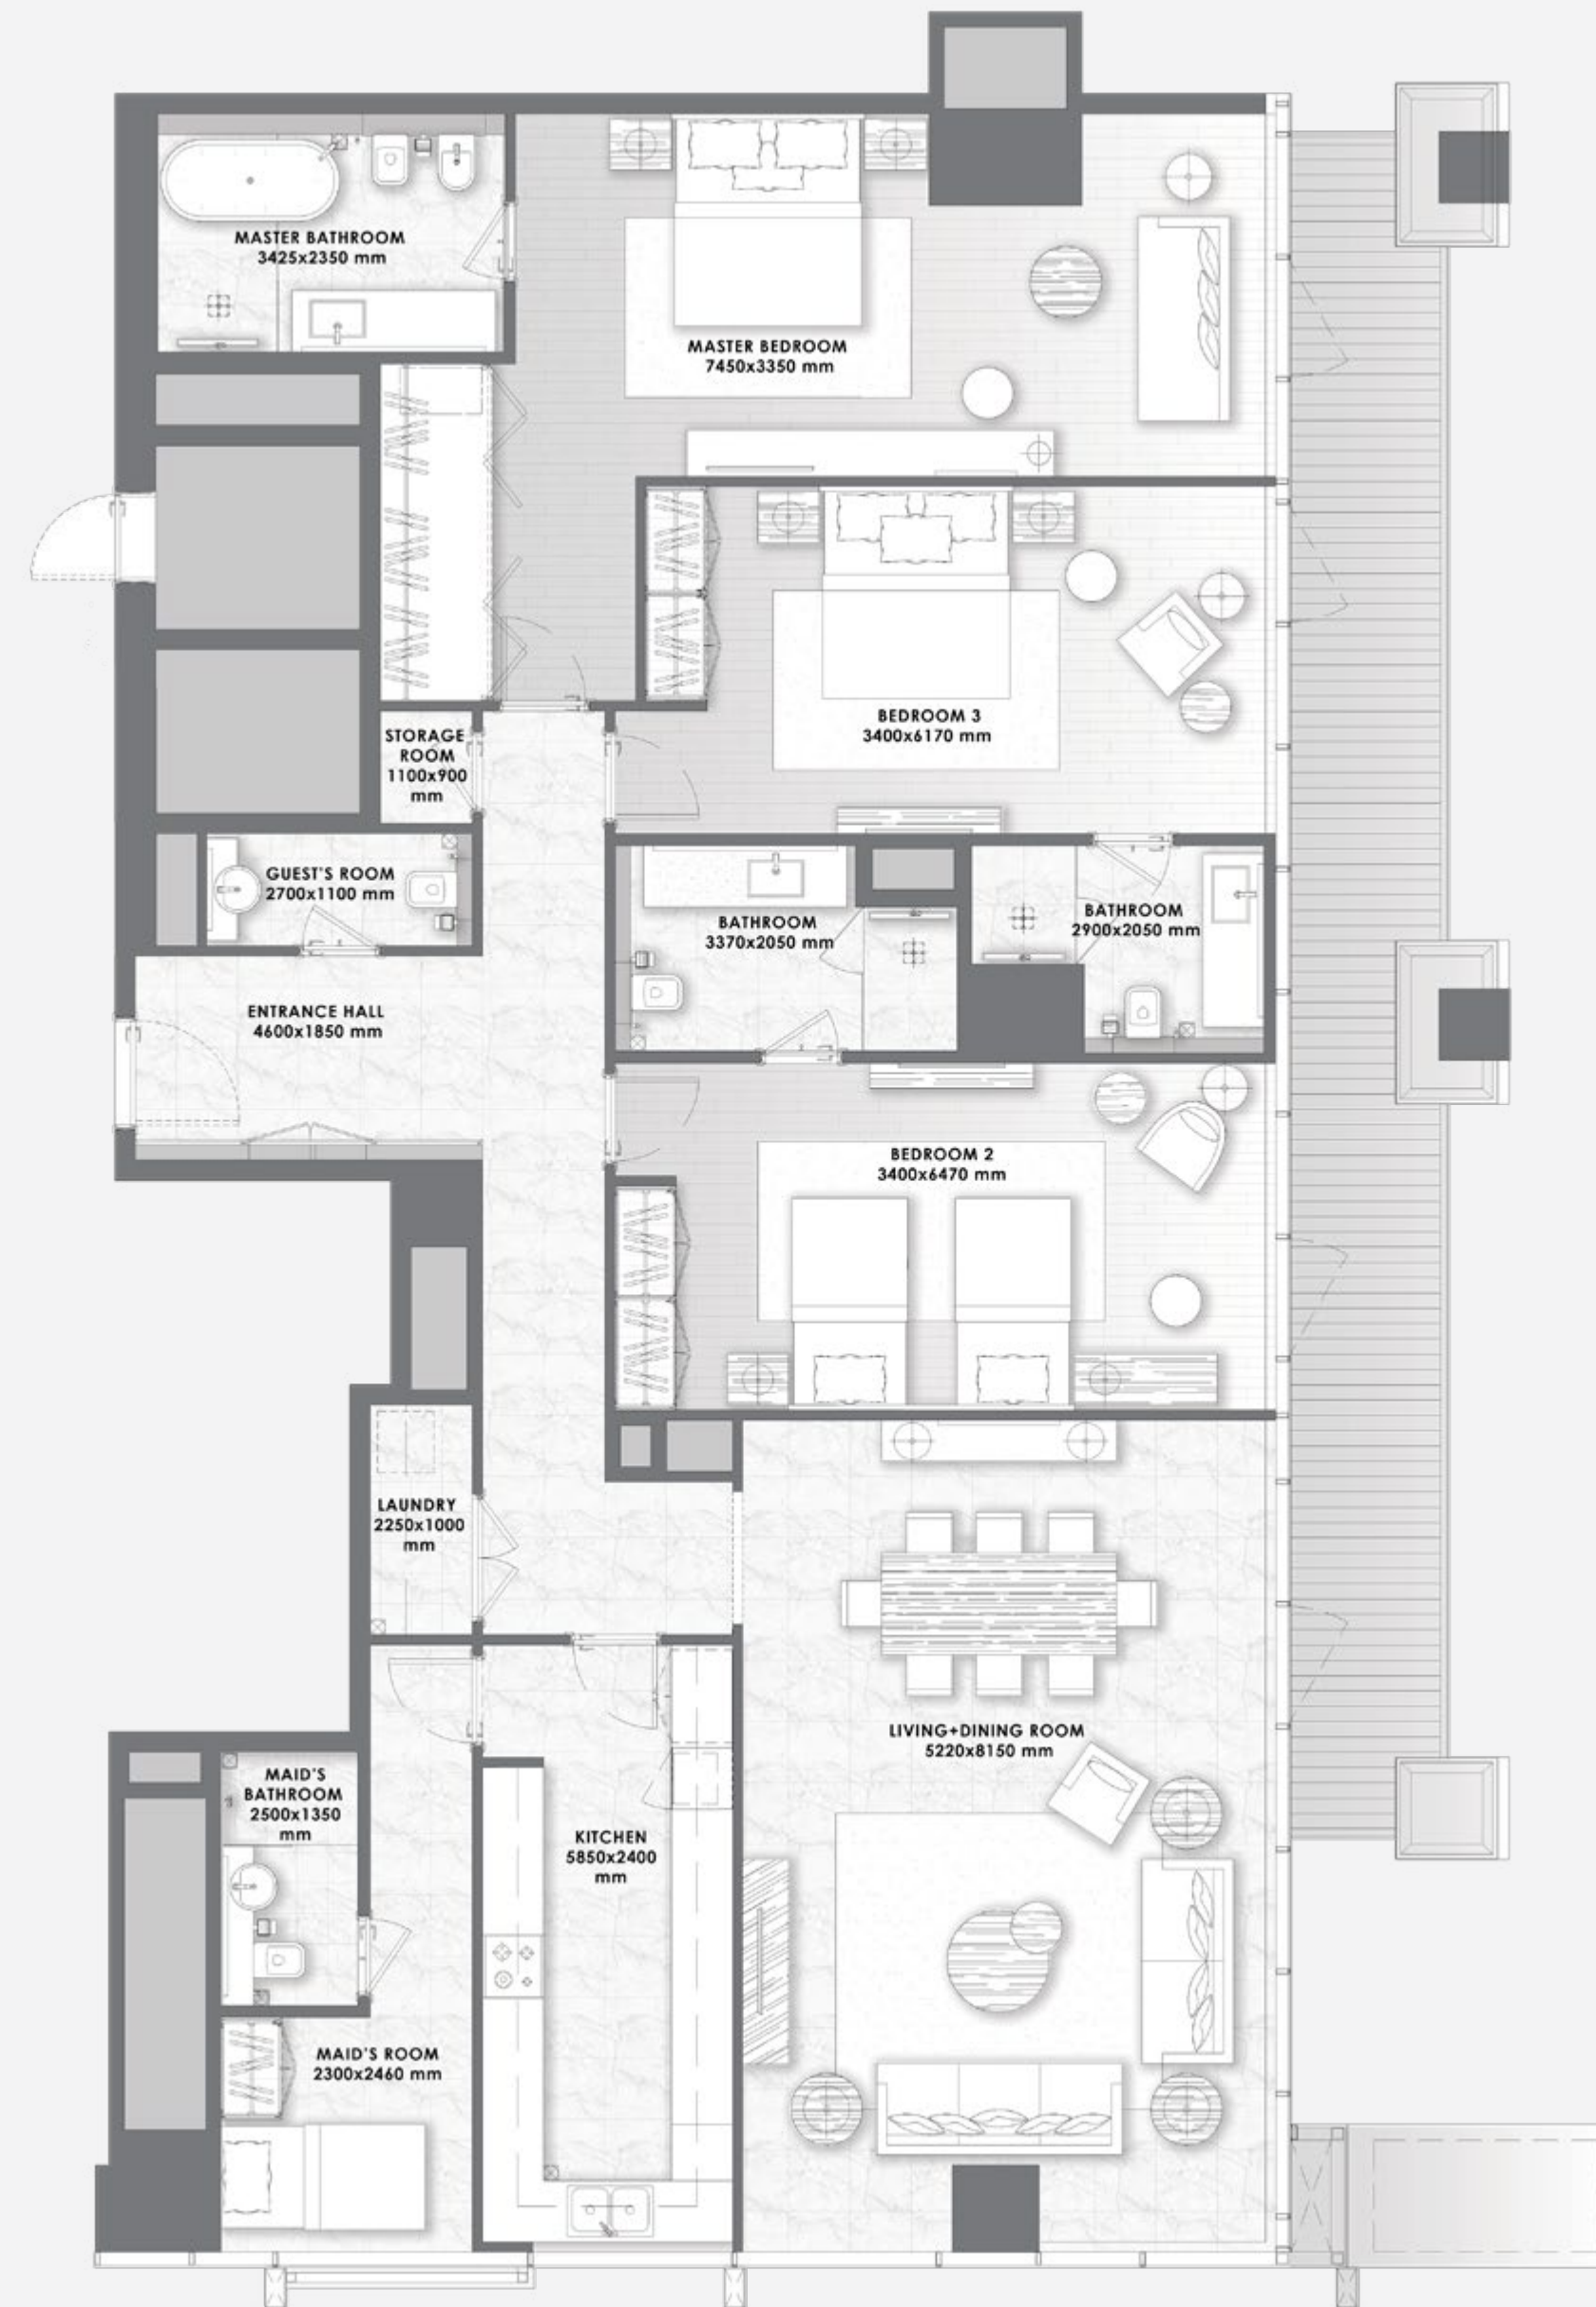 MASTER BATHROOM
3425x2350 mm
MASTER BEDROOM
7450x3350 mm
BEDROOM 3
3400x6170 mm
STORAGE
ROOM
1100x900
mm
GUEST'S ROOM
2700x1100 mm
BATHROOM
3370x2050 mm
BATHROOM
2900x2050 mm
ENTRANCE HALL
4600x1850 mm
BEDROOM 2
3400x6470 mm
LAUNDRY
2250x1000
mm
LIVING+DINING ROOM
5220x8150 mm
MAID'S
BATHROOM
2500x1350
mm
KITCHEN
5850x2400
mm
MAID'S ROOM
2300x2460 mm